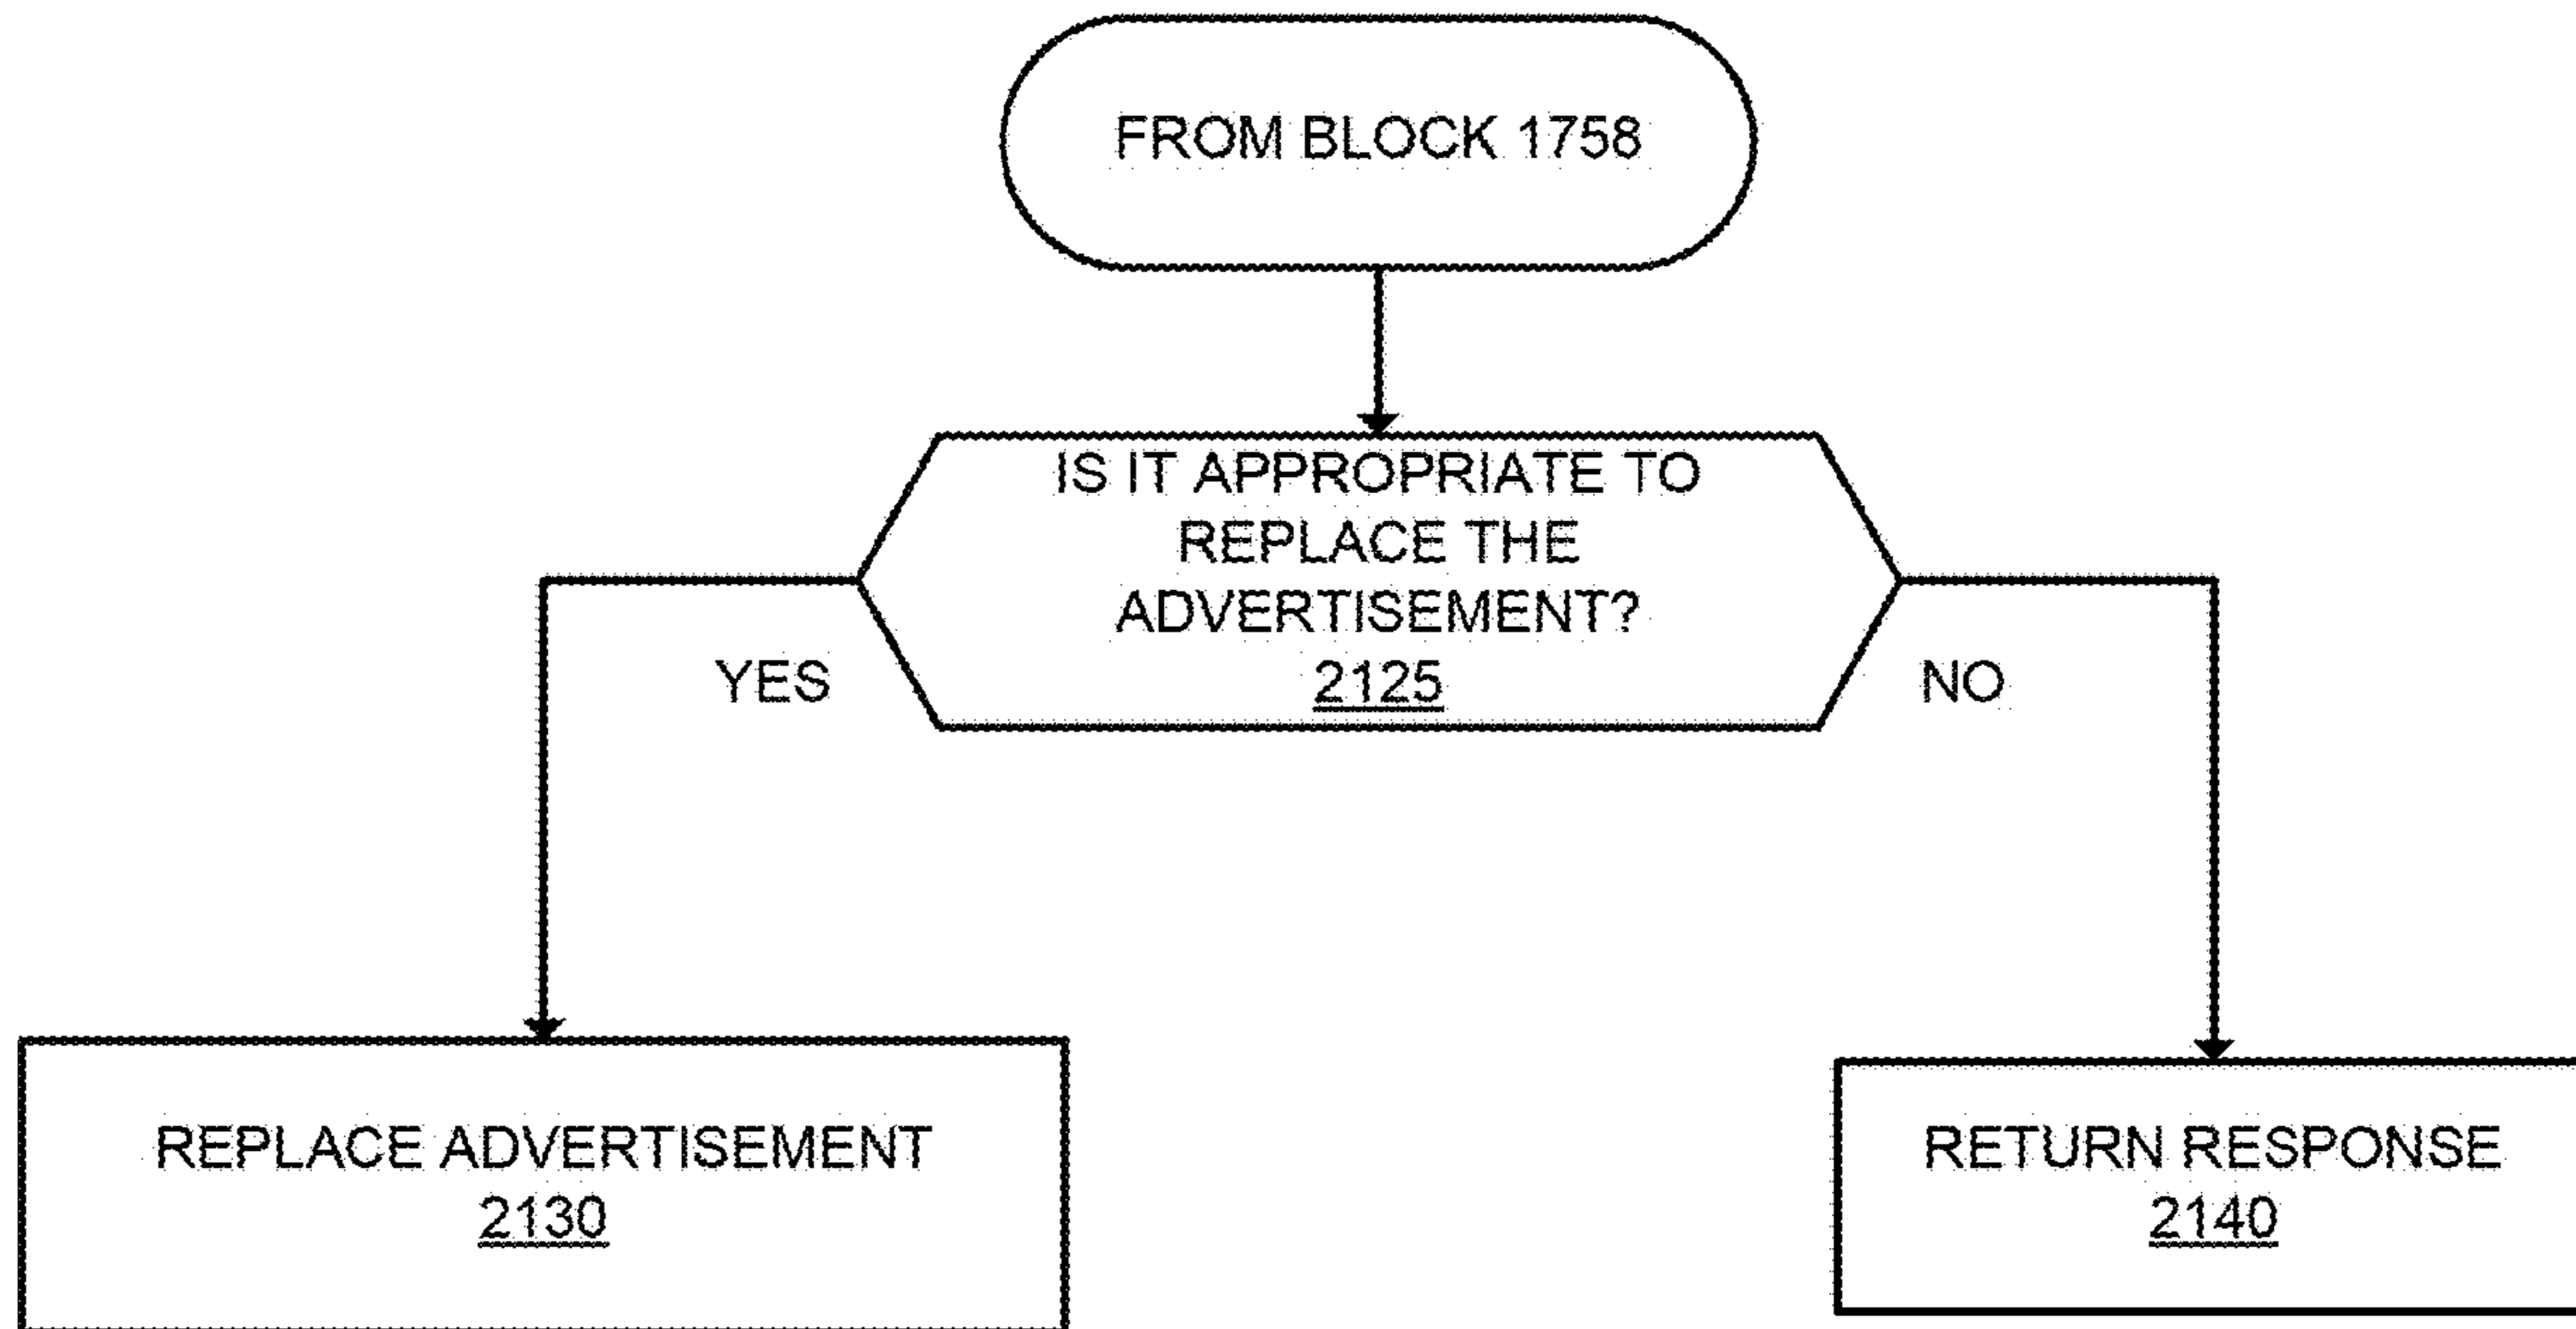 FROM BLOCK 1758
IS IT APPROPRIATE TO
REPLACE THE
ADVERTISEMENT?
2125
YES
NO
REPLACE ADVERTISEMENT
2130
RETURN RESPONSE
2140